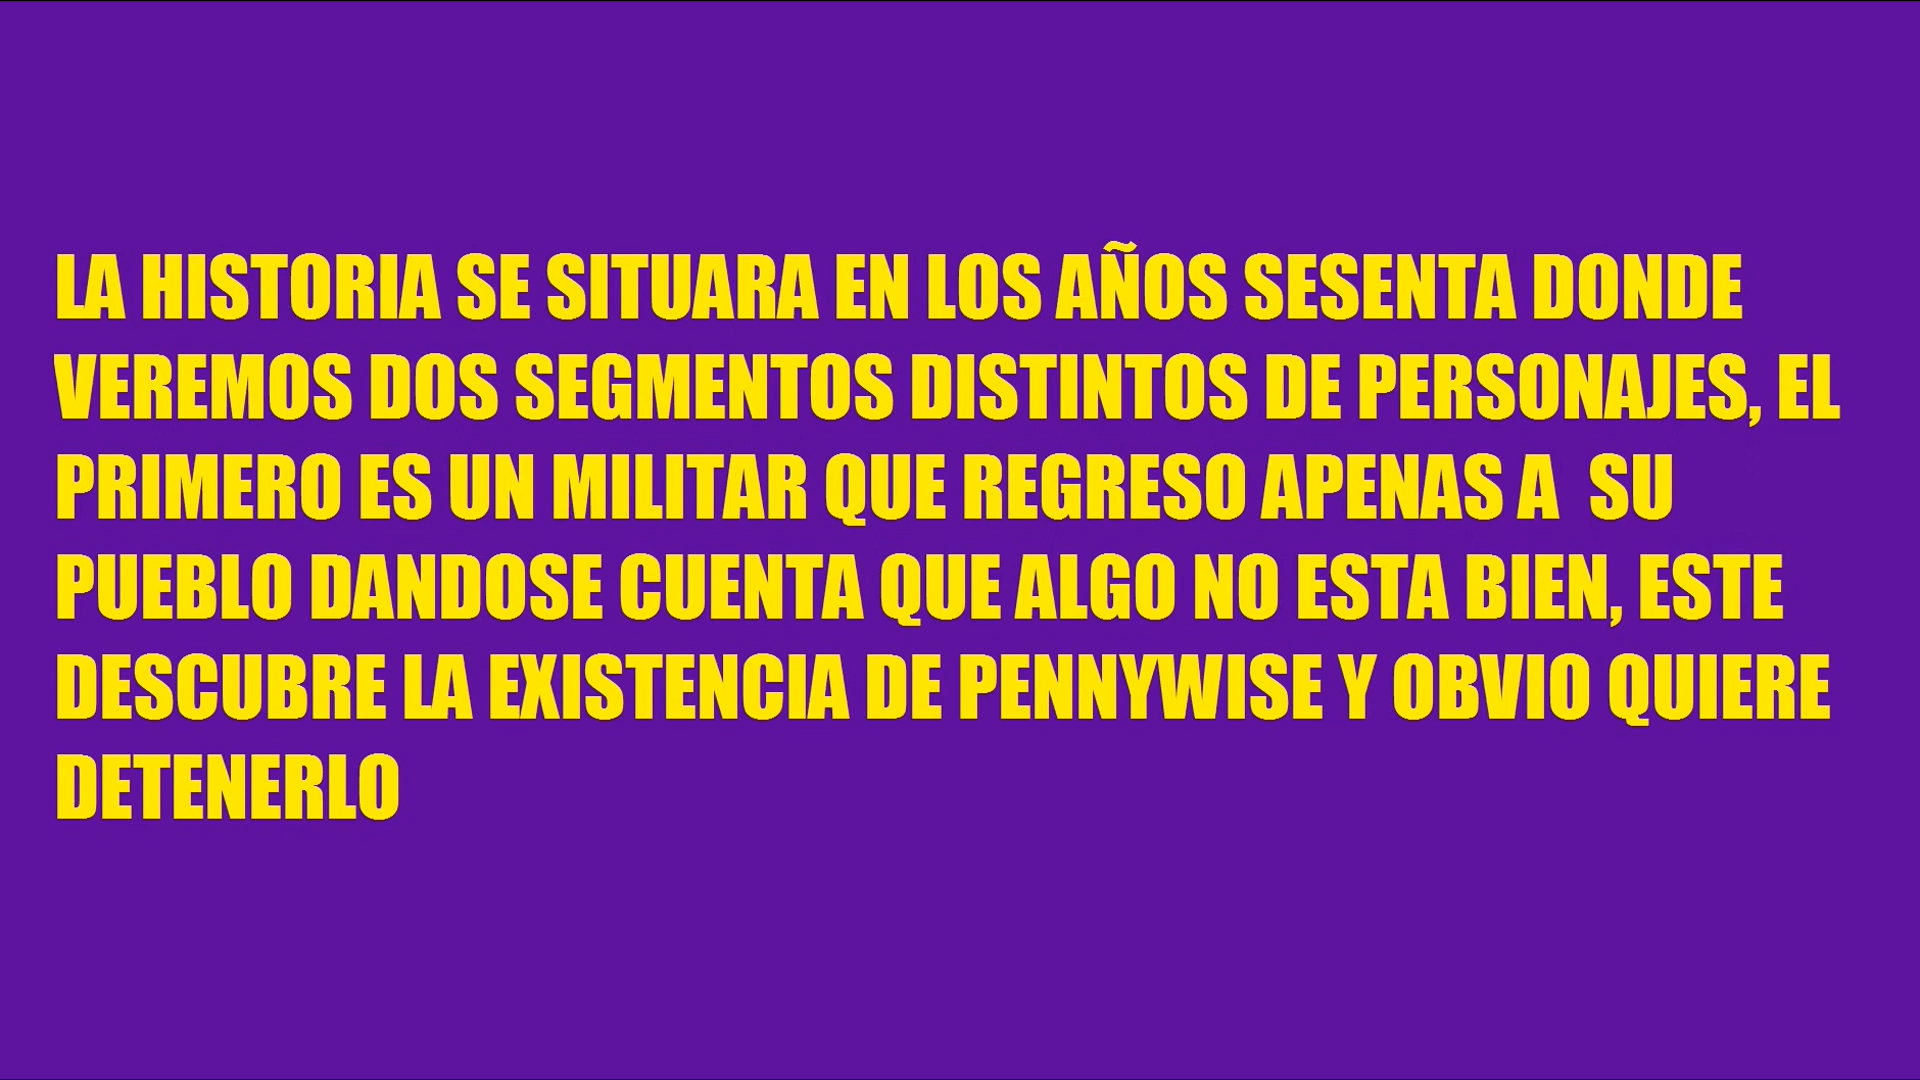 LA HISTORIA SE SITUARA EN LOS AÑOS SESENTA DONDE
VEREMOS DOS SEGMENTOS DISTINTOS DE PERSONAJES, EL
PRIMERO ES UN MILITAR QUE REGRESO APENAS A  SU
PUEBLO DANDOSE CUENTA QUE ALGO NO ESTA BIEN, ESTE
DESCUBRE LA EXISTENCIA DE PENNYWISE Y OBVIO QUIERE
DETENERLO